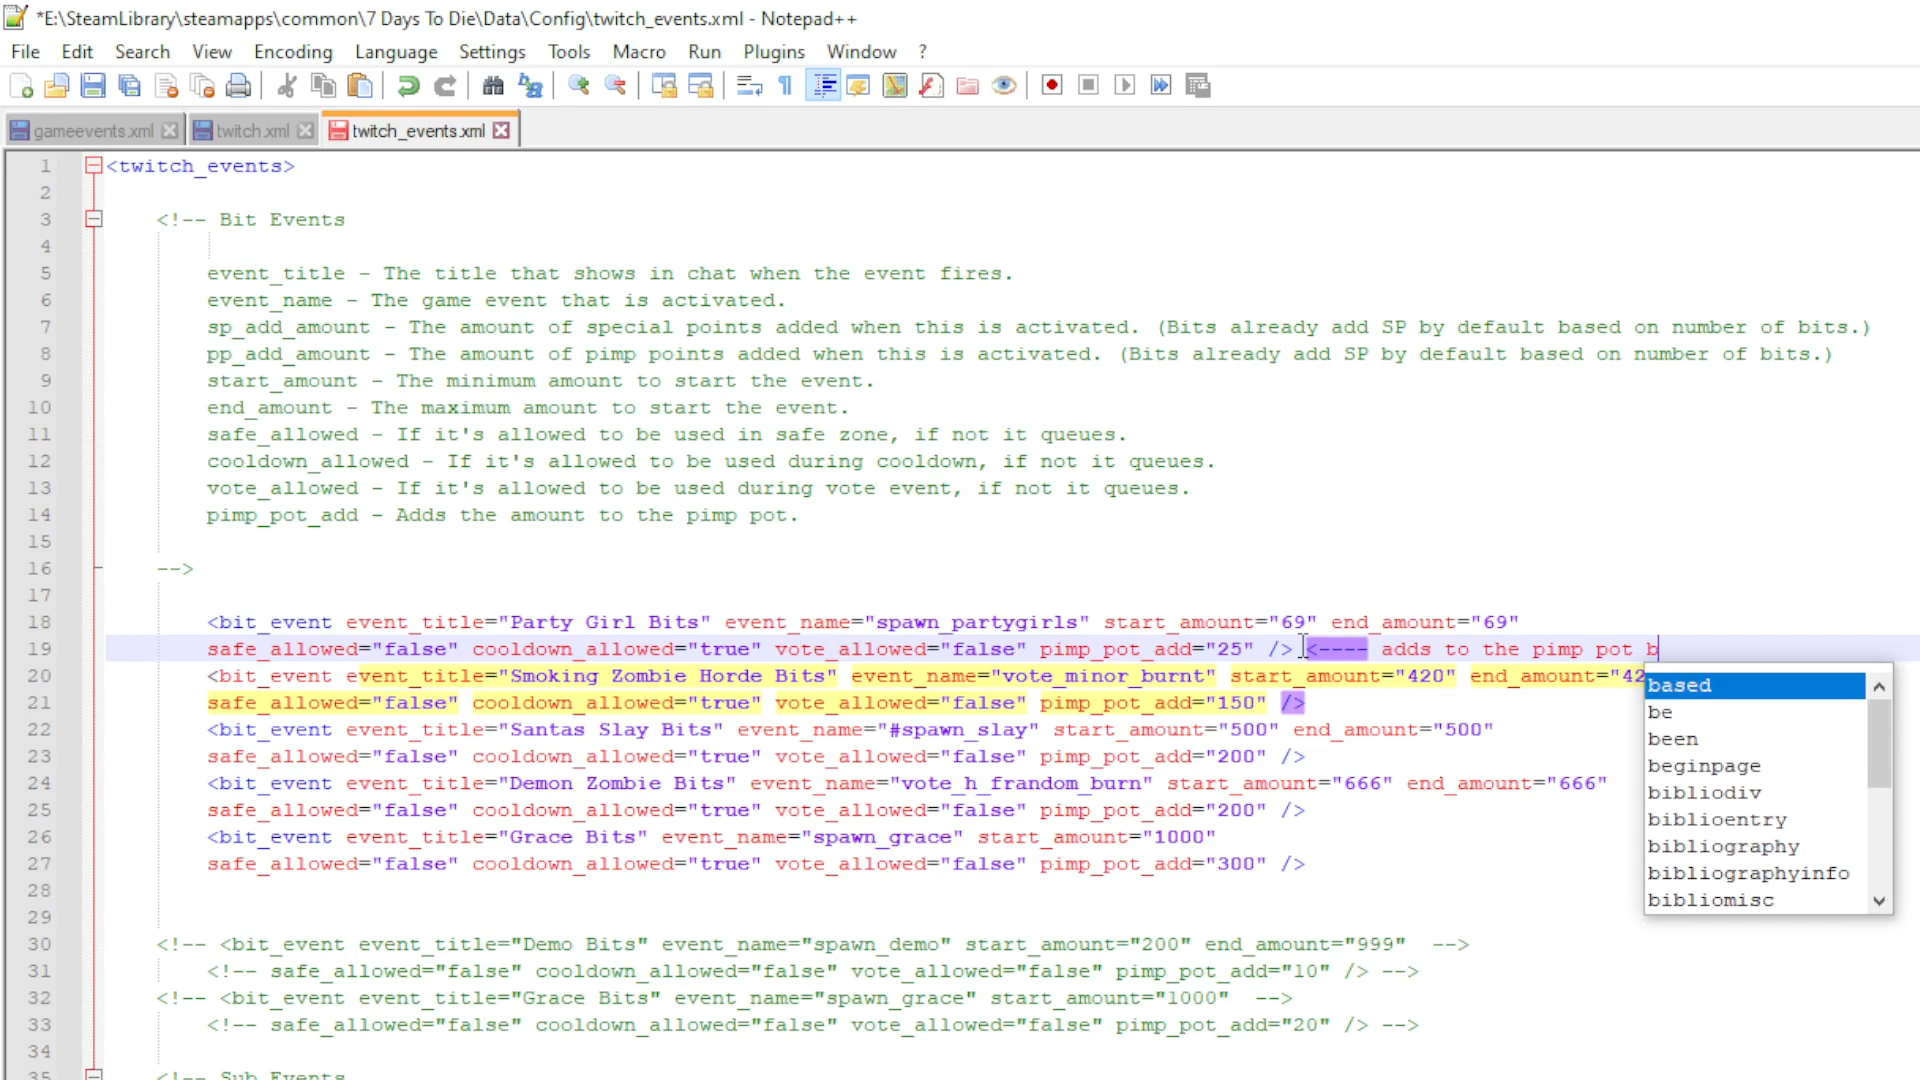 *E:\SteamLibrary\steamapps\common\7 Days To Die\Data\Config\twitch_events.xml - Notepad++
File Edit Search View Encoding Language Settings Tools Macro Run Plugins Window ?
gameevents.xml twitch.xml twitch_events.xml
1 <twitch_events>
2
3 <!-- Bit Events
4
5 event_title - The title that shows in chat when the event fires.
6 event_name - The game event that is activated.
7 sp_add_amount - The amount of special points added when this is activated. (Bits already add SP by default based on number of bits.)
8 pp_add_amount - The amount of pimp points added when this is activated. (Bits already add SP by default based on number of bits.)
9 start_amount - The minimum amount to start the event.
10 end_amount - The maximum amount to start the event.
11 safe_allowed - If it's allowed to be used in safe zone, if not it queues.
12 cooldown_allowed - If it's allowed to be used during cooldown, if not it queues.
13 vote_allowed - If it's allowed to be used during vote event, if not it queues.
14 pimp_pot_add - Adds the amount to the pimp pot.
15
16 -->
17
18 <bit_event event_title="Party Girl Bits" event_name="spawn_partygirls" start_amount="69" end_amount="69"
19 safe_allowed="false" cooldown_allowed="true" vote_allowed="false" pimp_pot_add="25" /> <---- adds to the pimp pot b
20 <bit_event event_title="Smoking Zombie Horde Bits" event_name="vote_minor_burnt" start_amount="420" end_amount="42
21 safe_allowed="false" cooldown_allowed="true" vote_allowed="false" pimp_pot_add="150" />
22 <bit_event event_title="Santas Slay Bits" event_name="#spawn_slay" start_amount="500" end_amount="500"
23 safe_allowed="false" cooldown_allowed="true" vote_allowed="false" pimp_pot_add="200" />
24 <bit_event event_title="Demon Zombie Bits" event_name="vote_h_frandom_burn" start_amount="666" end_amount="666"
25 safe_allowed="false" cooldown_allowed="true" vote_allowed="false" pimp_pot_add="200" />
26 <bit_event event_title="Grace Bits" event_name="spawn_grace" start_amount="1000"
27 safe_allowed="false" cooldown_allowed="true" vote_allowed="false" pimp_pot_add="300" />
28
29
30 <!-- <bit_event event_title="Demo Bits" event_name="spawn_demo" start_amount="200" end_amount="999" -->
31 <!-- safe_allowed="false" cooldown_allowed="false" vote_allowed="false" pimp_pot_add="10" /> -->
32 <!-- <bit_event event_title="Grace Bits" event_name="spawn_grace" start_amount="1000" -->
33 <!-- safe_allowed="false" cooldown_allowed="false" vote_allowed="false" pimp_pot_add="20" /> -->
34
35 <!-- Sub Events
based
be
been
beginpage
bibliodiv
biblioentry
bibliography
bibliographyinfo
bibliomisc